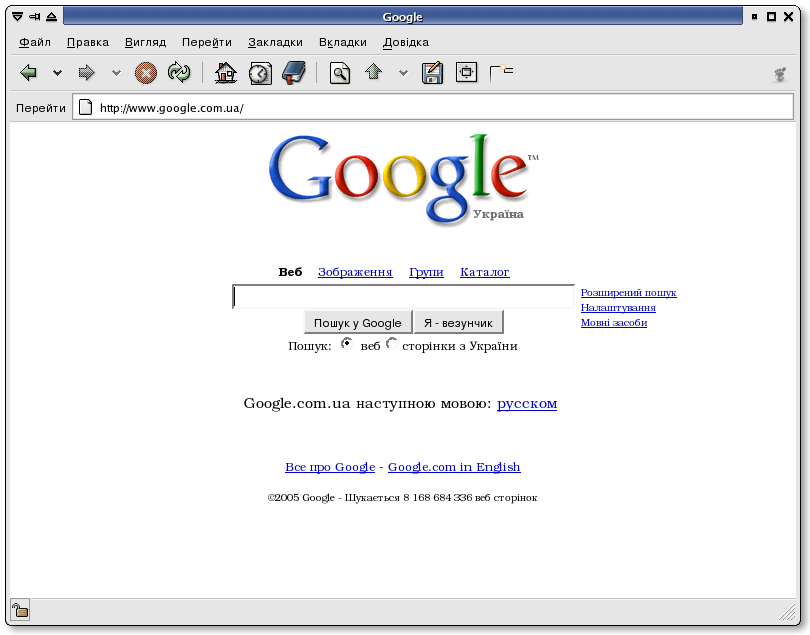 Google
Файл Правка Вигляд Перейти Закладки Вкладки Довідка
Перейти http://www.google.com.ua/
Google™
Україна
Веб Зображення Групи Каталог
Розширений пошук
Налаштування
Мовні засоби
Пошук у Google Я - везунчик
Пошук: веб сторінки з України
Google.com.ua наступною мовою: русском
Все про Google - Google.com in English
©2005 Google - Шукається 8 168 684 336 веб сторінок